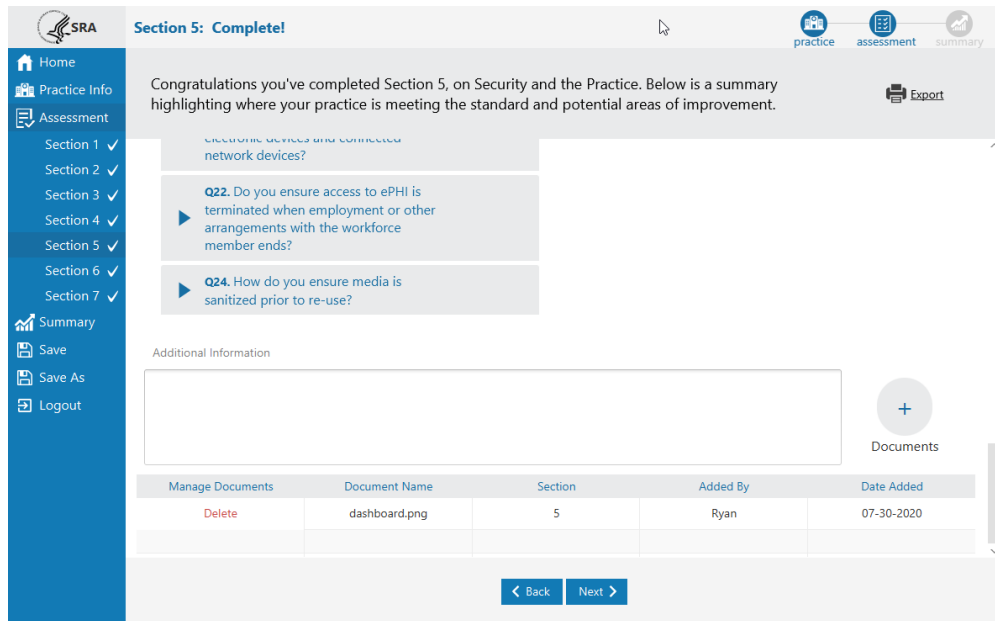 SRA
Section 5: Complete!
practice
assessment
summary
Home
Practice Info
Assessment
Section 1
Section 2
Section 3
Section 4
Section 5
Section 6
Section 7
Summary
Save
Save As
Logout
Congratulations you've completed Section 5, on Security and the Practice. Below is a summary
highlighting where your practice is meeting the standard and potential areas of improvement.
Export
electronic devices and connected
network devices?
Q22. Do you ensure access to ePHI is
terminated when employment or other
arrangements with the workforce
member ends?
Q24. How do you ensure media is
sanitized prior to re-use?
Additional Information
+
Documents
Manage Documents Document Name Section Added By Date Added
Delete dashboard.png 5 Ryan 07-30-2020
Back Next